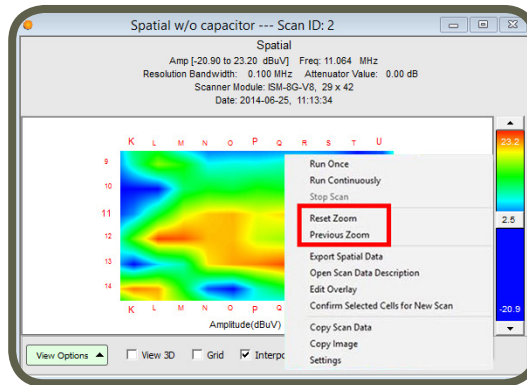 Spatial w/o capacitor --- Scan ID: 2
Spatial
Amp [-20.90 to 23.20 dBuV] Freq: 11.064 MHz
Resolution Bandwidth: 0.100 MHz Attenuator Value: 0.00 dB
Scanner Module: ISM-8G-V8, 29 x 42
Date: 2014-06-25, 11:13:34
K L M N O P Q R S T U
9
10
11
12
13
14
K L M N O P Q
Amplitude(dBuV)
23.2
2.5
-20.9
Run Once
Run Continuously
Stop Scan
Reset Zoom
Previous Zoom
Export Spatial Data
Open Scan Data Description
Edit Overlay
Confirm Selected Cells for New Scan
Copy Scan Data
Copy Image
Settings
View Options View 3D Grid